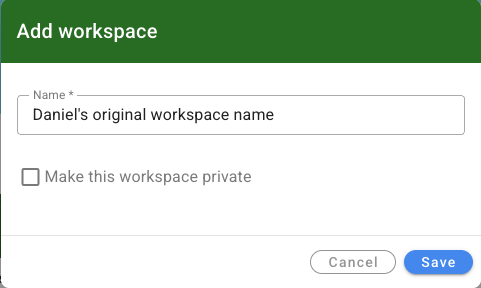 Add workspace
Name *
Daniel's original workspace name
Make this workspace private
Cancel Save